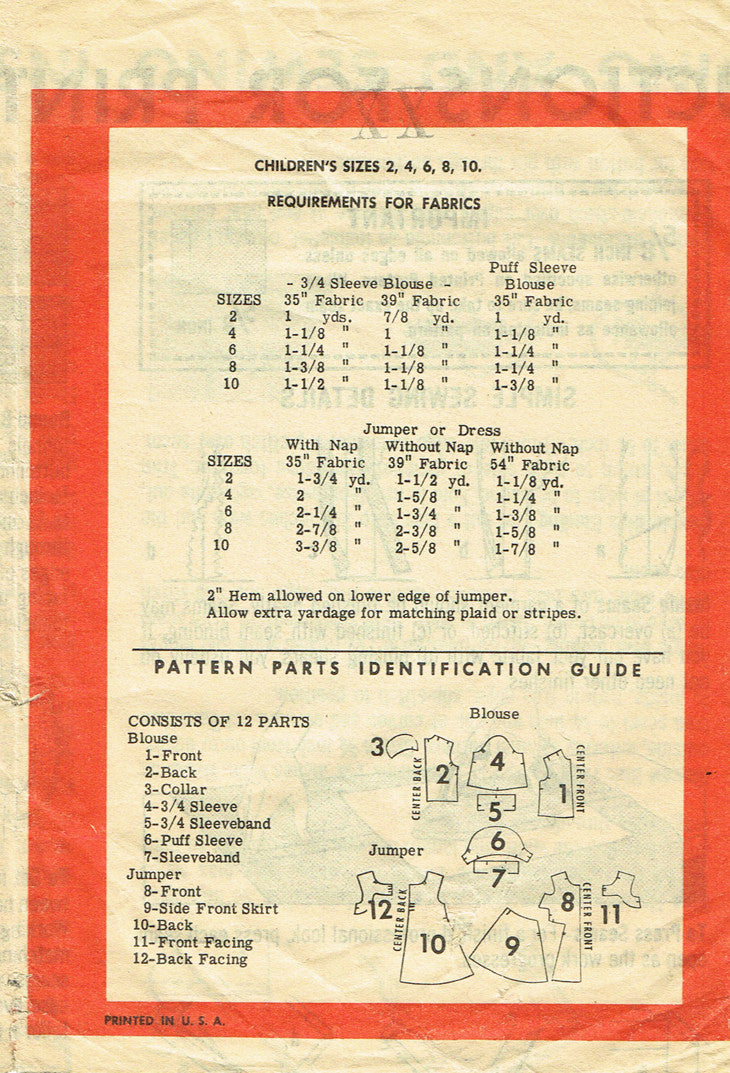 CHILDREN'S SIZES 2, 4, 6, 8, 10.
REQUIREMENTS FOR FABRICS
Puff Sleeve
- 3/4 Sleeve Blouse - Blouse
SIZES 35" Fabric 39" Fabric 35" Fabric
2 1 yds. 7/8 yd. 1 yd.
4 1-1/8 " 1 " 1-1/8 "
6 1-1/4 " 1-1/8 " 1-1/4 "
8 1-3/8 " 1-1/8 " 1-1/4 "
10 1-1/2 " 1-1/8 " 1-3/8 "
Jumper or Dress
With Nap Without Nap Without Nap
SIZES 35" Fabric 39" Fabric 54" Fabric
2 1-3/4 yd. 1-1/2 yd. 1-1/8 yd.
4 2 " 1-5/8 " 1-1/4 "
6 2-1/4 " 1-3/4 " 1-3/8 "
8 2-7/8 " 2-3/8 " 1-5/8 "
10 3-3/8 " 2-5/8 " 1-7/8 "
2" Hem allowed on lower edge of jumper.
Allow extra yardage for matching plaid or stripes.
PATTERN PARTS IDENTIFICATION GUIDE
CONSISTS OF 12 PARTS
Blouse
1-Front
2-Back
3-Collar
4-3/4 Sleeve
5-3/4 Sleeveband
6-Puff Sleeve
7-Sleeveband
Jumper
8-Front
9-Side Front Skirt
10-Back
11-Front Facing
12-Back Facing
Blouse
3
CENTER BACK
2
4
1
CENTER FRONT
5
6
7
Jumper
12
CENTER BACK
10
9
8
CENTER FRONT
11
PRINTED IN U. S. A.